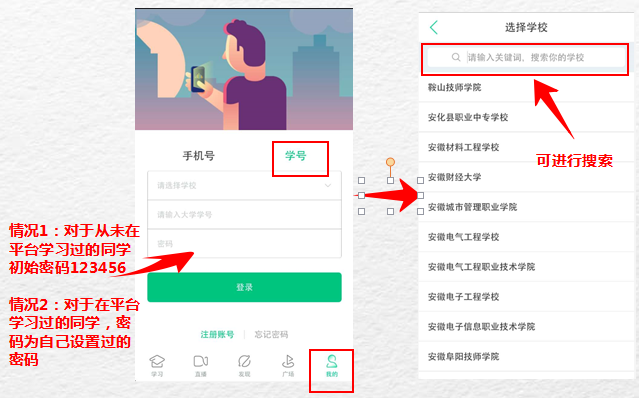 手机号
学号
请选择学校
请输入大学学号
密码
登录
注册账号
忘记密码
学习
直播
发现
广场
我的
情况1：对于从未在
平台学习过的同学
初始密码123456
情况2：对于在平台
学习过的同学，密
码为自己设置过的
密码
选择学校
请输入关键词，搜索你的学校
鞍山技师学院
安化县职业中专学校
安徽材料工程学校
安徽财经大学
安徽城市管理职业学院
安徽电气工程学校
安徽电气工程职业技术学院
安徽电子工程学校
安徽电子信息职业技术学院
安徽阜阳技师学院
可进行搜索